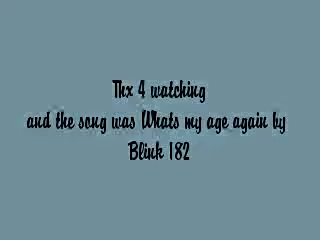 Thx 4 watching
and the song was Whats my age again by
Blink 182